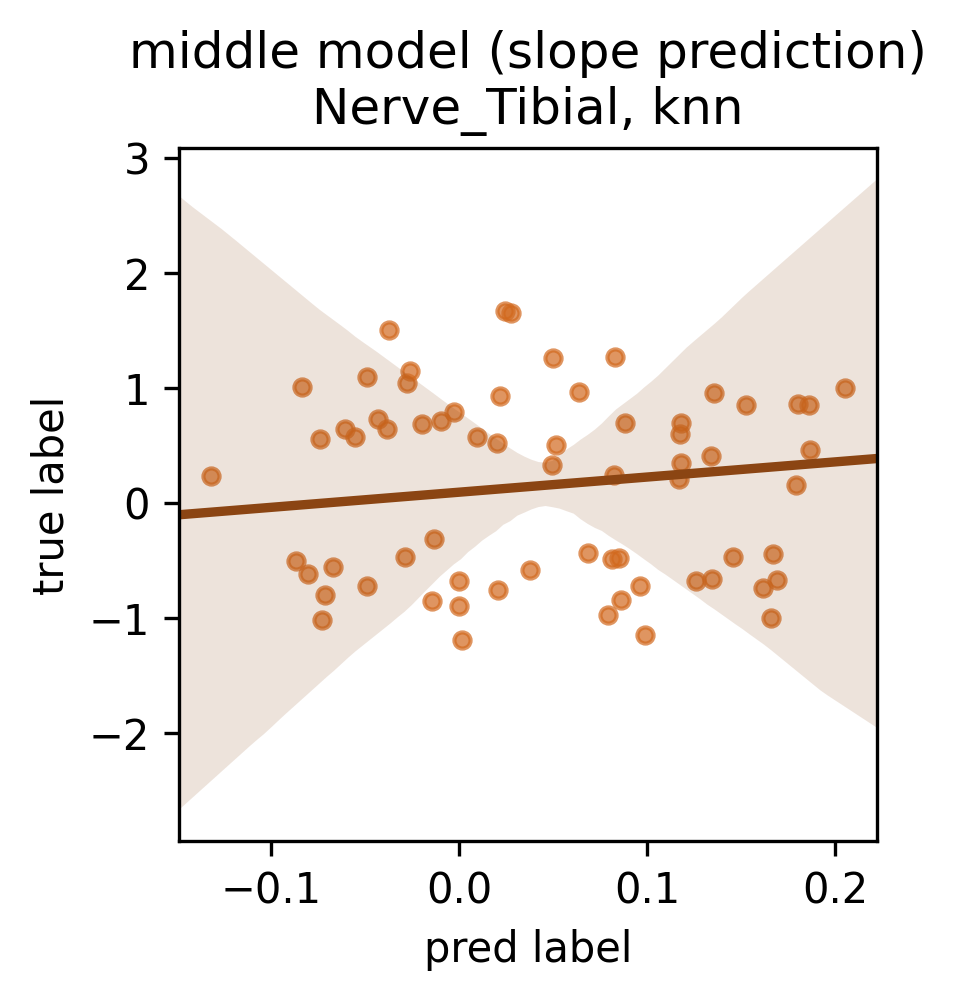 middle model (slope prediction)
Nerve_Tibial, knn
3
2
1
0
−1
−2
true label
−0.1
0.0
0.1
0.2
pred label